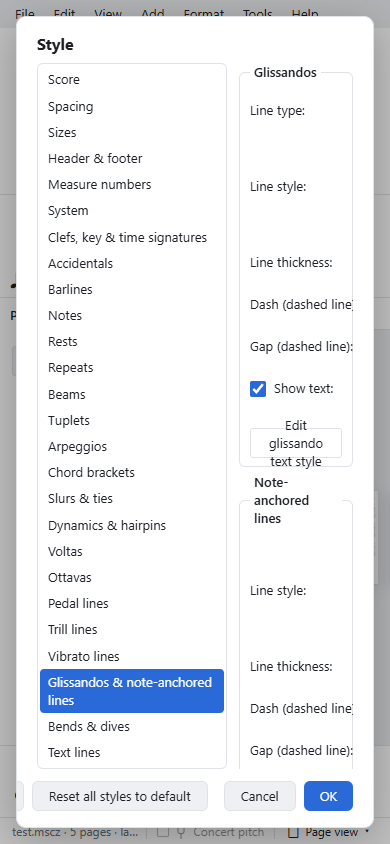 File Edit View Add Format Tools Help
Style
Score
Spacing
Sizes
Header & footer
Measure numbers
System
Clefs, key & time signatures
Accidentals
Barlines
Notes
Rests
Repeats
Beams
Tuplets
Arpeggios
Chord brackets
Slurs & ties
Dynamics & hairpins
Voltas
Ottavas
Pedal lines
Trill lines
Vibrato lines
Glissandos & note-anchored
lines
Bends & dives
Text lines
Glissandos
Line type:
Line style:
Line thickness:
Dash (dashed line)
Gap (dashed line):
Show text:
Edit
glissando
text style
Note-
anchored
lines
Line style:
Line thickness:
Dash (dashed line)
Gap (dashed line):
Reset all styles to default
Cancel
OK
test.mscz · 5 pages · la...
Concert pitch
Page view